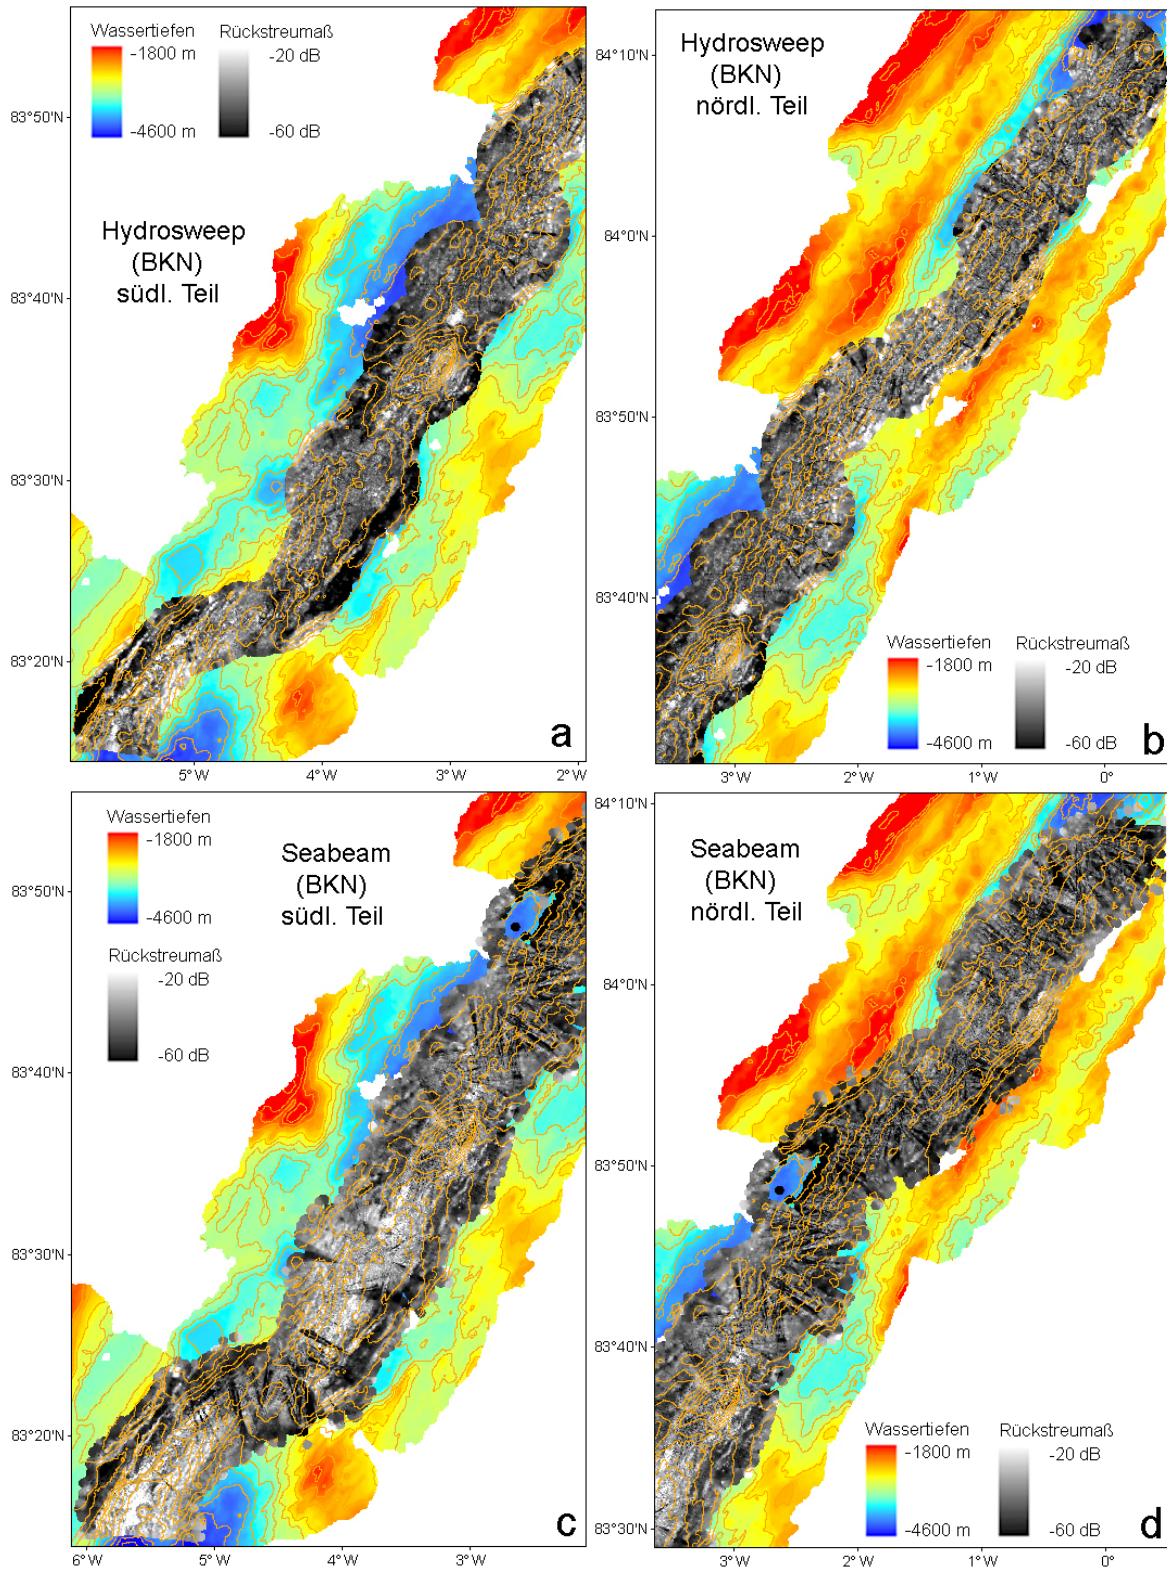 Wassertiefen
-1800 m
-4600 m
Rückstreumaß
-20 dB
-60 dB
Hydrosweep
(BKN)
südl. Teil
83°50'N
83°40'N
83°30'N
83°20'N
5°W
4°W
3°W
2°W
a
Hydrosweep
(BKN)
nördl. Teil
84°10'N
84°0'N
83°50'N
83°40'N
Wassertiefen
-1800 m
-4600 m
Rückstreumaß
-20 dB
-60 dB
3°W
2°W
1°W
0°
b
Wassertiefen
-1800 m
-4600 m
Rückstreumaß
-20 dB
-60 dB
Seabeam
(BKN)
südl. Teil
83°50'N
83°40'N
83°30'N
83°20'N
6°W
5°W
4°W
3°W
c
Seabeam
(BKN)
nördl. Teil
84°10'N
84°0'N
83°50'N
83°40'N
83°30'N
Wassertiefen
-1800 m
-4600 m
Rückstreumaß
-20 dB
-60 dB
3°W
2°W
1°W
0°
d